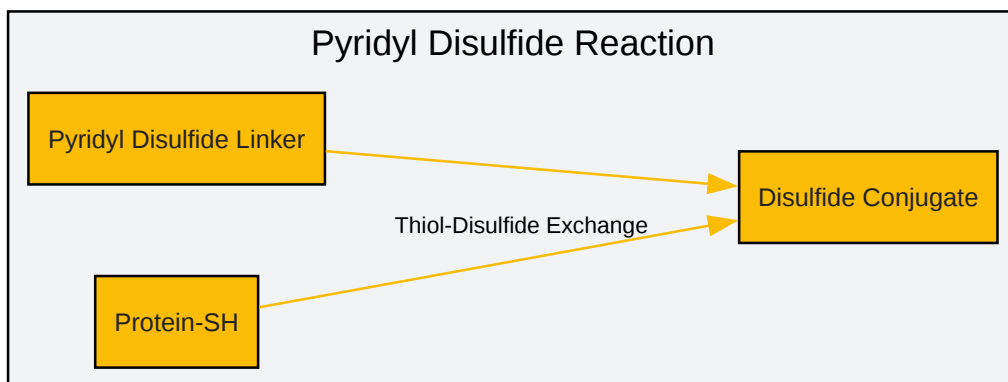 Pyridyl Disulfide Reaction
Pyridyl Disulfide Linker
Disulfide Conjugate
Thiol-Disulfide Exchange
Protein-SH